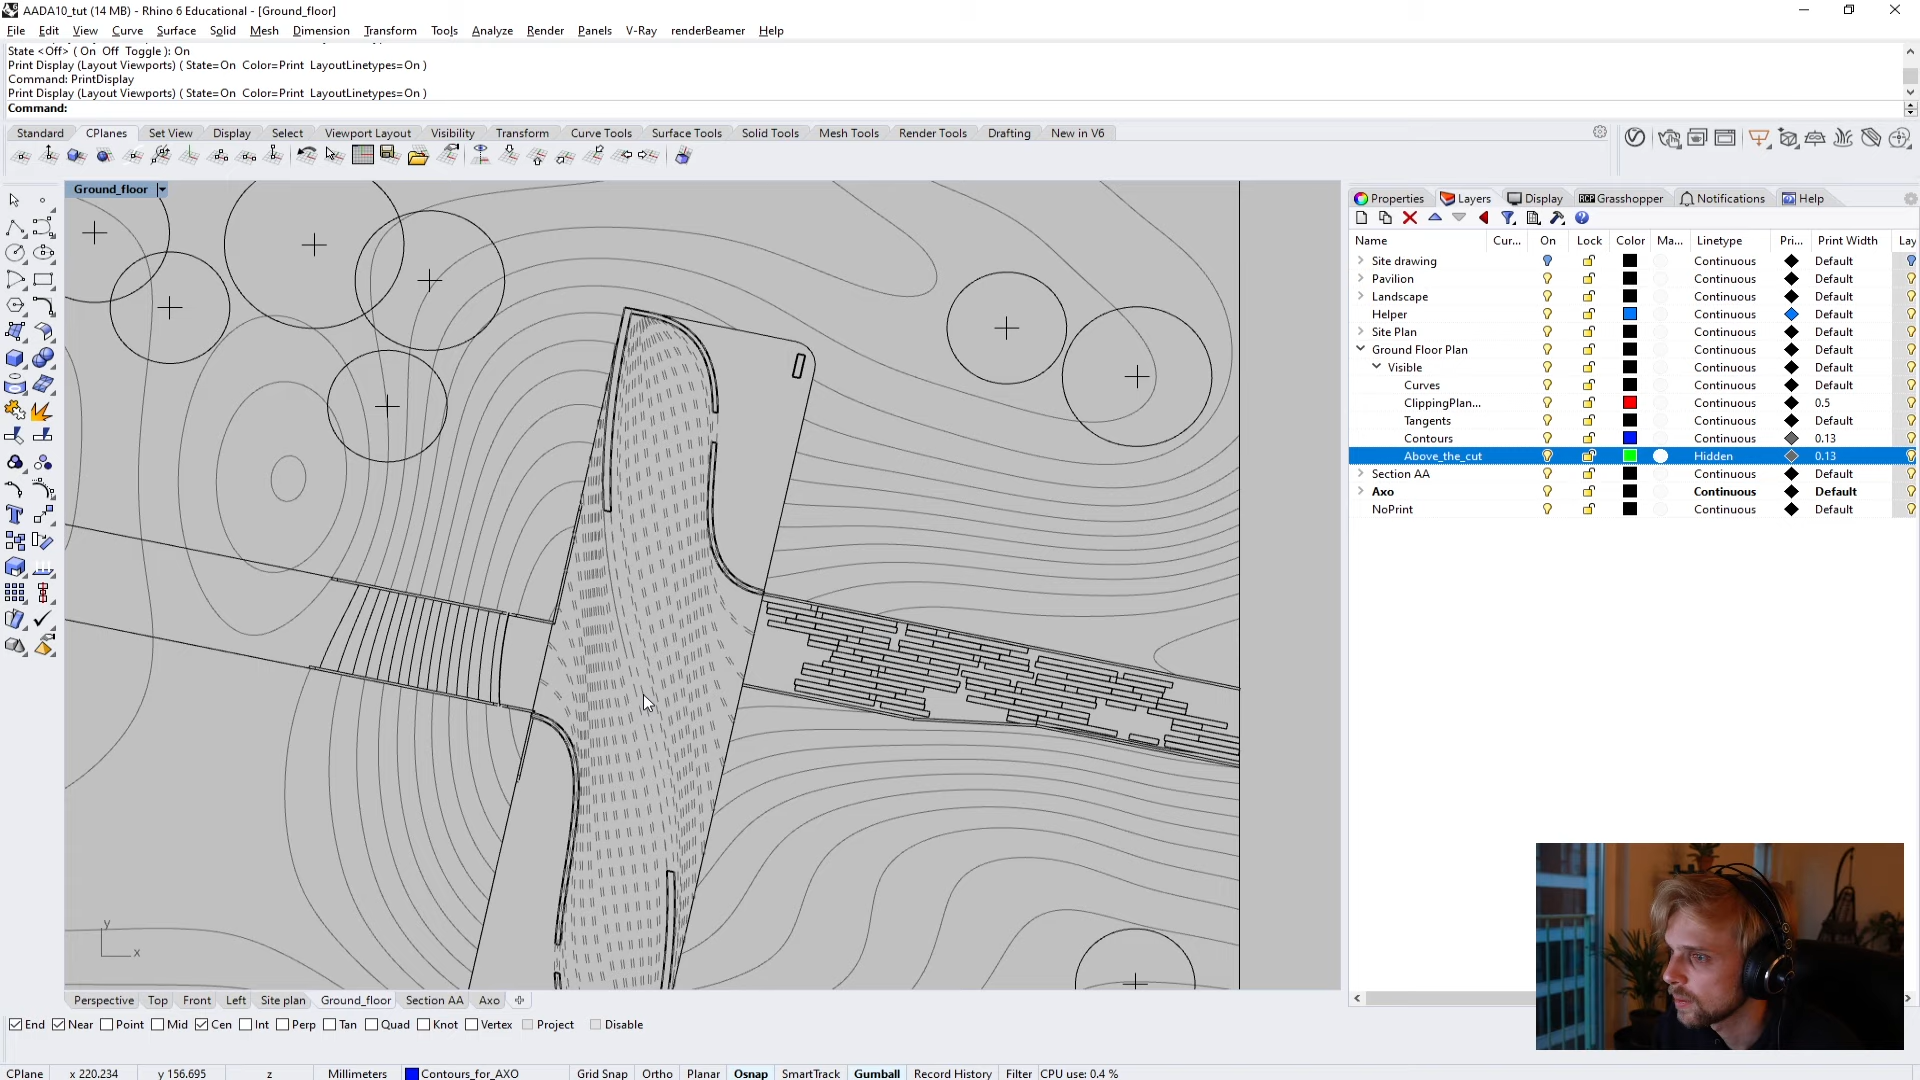 AADA10_tut (14 MB) - Rhino 6 Educational - [Ground_floor]
File Edit View Curve Surface Solid Mesh Dimension Transform Tools Analyze Render Panels V-Ray renderBeamer Help
State <Off> ( On Off Toggle ): On
Print Display (Layout Viewports) ( State=On Color=Print LayoutLinetypes=On )
Command: PrintDisplay
Print Display (Layout Viewports) ( State=On Color=Print LayoutLinetypes=On )
Command:
Standard CPlanes Set View Display Select Viewport Layout Visibility Transform Curve Tools Surface Tools Solid Tools Mesh Tools Render Tools Drafting New in V6
Ground_floor
Properties Layers Display Grasshopper Notifications Help
Name Cur... On Lock Color Ma... Linetype Pri... Print Width Lay
Site drawing Continuous Default
Pavilion Continuous Default
Landscape Continuous Default
Helper Continuous Default
Site Plan Continuous Default
Ground Floor Plan Continuous Default
Visible Continuous Default
Curves Continuous Default
ClippingPlan... Continuous 0.5
Tangents Continuous Default
Contours Continuous 0.13
Above_the_cut Hidden 0.13
Section AA Continuous Default
Axo Continuous Default
NoPrint Continuous Default
y
x
Perspective Top Front Left Site plan Ground_floor Section AA Axo
End Near Point Mid Cen Int Perp Tan Quad Knot Vertex Project Disable
CPlane x 220.234 y 156.695 z Millimeters Contours_for_AXO Grid Snap Ortho Planar Osnap SmartTrack Gumball Record History Filter CPU use: 0.4 %